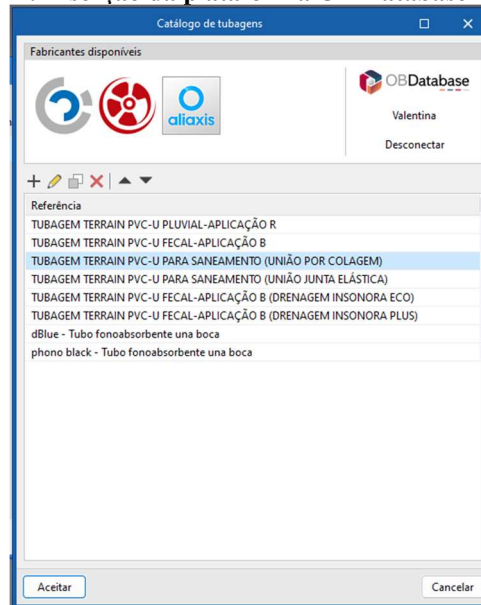 Catálogo de tubagens
Fabricantes disponíveis
aliaxis
OBDatabase
Valentina
Desconectar
Referência
TUBAGEM TERRAIN PVC-U PLUVIAL-APLICAÇÃO R
TUBAGEM TERRAIN PVC-U FECAL-APLICAÇÃO B
TUBAGEM TERRAIN PVC-U PARA SANEAMENTO (UNIÃO POR COLAGEM)
TUBAGEM TERRAIN PVC-U PARA SANEAMENTO (UNIÃO JUNTA ELÁSTICA)
TUBAGEM TERRAIN PVC-U FECAL-APLICAÇÃO B (DRENAGEM INSONORA ECO)
TUBAGEM TERRAIN PVC-U FECAL-APLICAÇÃO B (DRENAGEM INSONORA PLUS)
dBlue - Tubo fonoabsorbente una boca
phono black - Tubo fonoabsorbente una boca
Aceitar
Cancelar